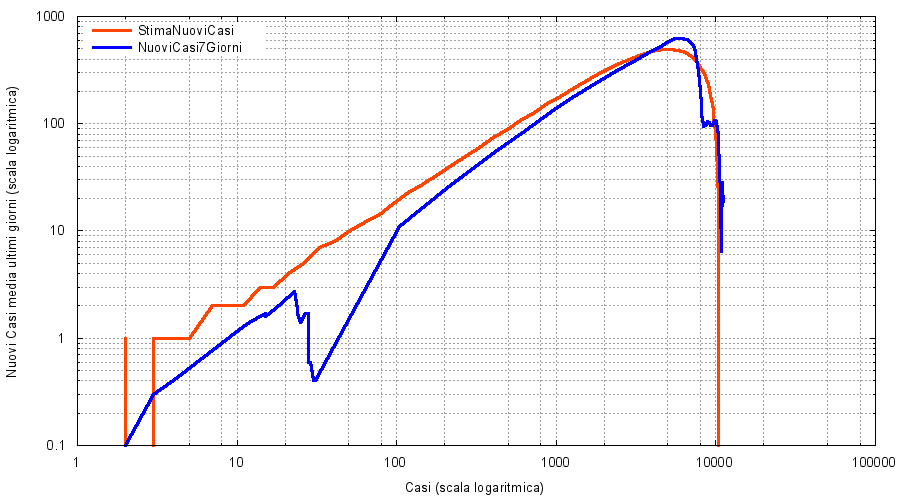 1000
100
10
1
0.1
StimaNuoviCasi
NuoviCasi7Giorni
Nuovi Casi media ultimi giorni (scala logaritmica)
1 10 100 1000 10000 100000
Casi (scala logaritmica)